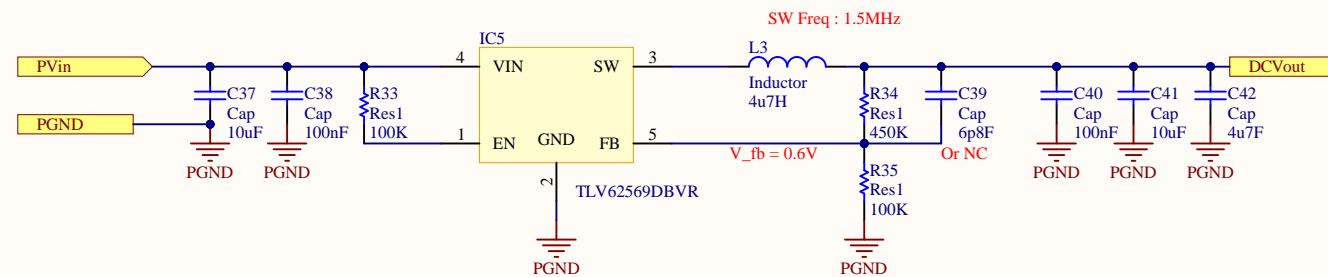 SW Freq : 1.5MHz
IC5
L3
PVin
4
VIN
SW
3
DCVout
Inductor
4u7H
C37
Cap
10uF
C38
Cap
100nF
R33
Res1
100K
R34
Res1
450K
C39
Cap
6p8F
C40
Cap
100nF
C41
Cap
10uF
C42
Cap
4u7F
PGND
1
EN
GND
FB
5
V_fb = 0.6V
Or NC
PGND
PGND
2
TLV62569DBVR
R35
Res1
100K
PGND
PGND
PGND
PGND
PGND